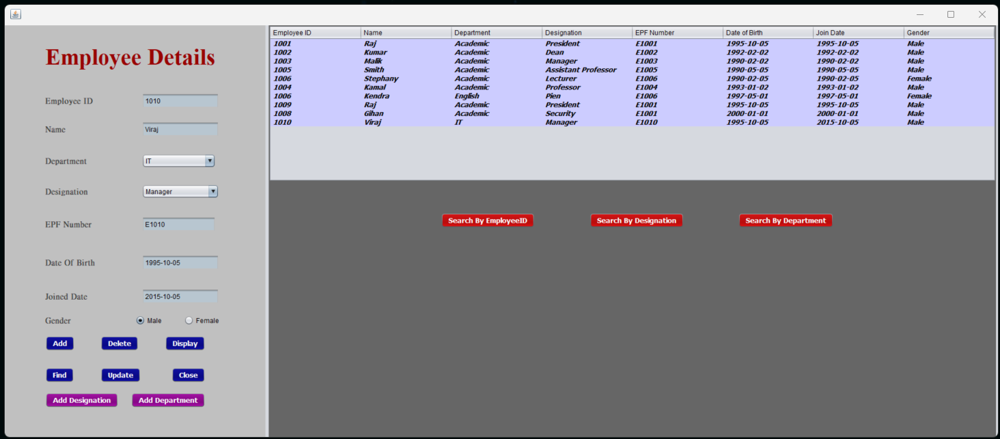 Employee Details
Employee ID 1010
Name Viraj
Department IT
Designation Manager
EPF Number E1010
Date Of Birth 1995-10-05
Joined Date 2015-10-05
Gender Male Female
Add Delete Display
Find Update Close
Add Designation Add Department
Employee ID Name Department Designation EPF Number Date of Birth Join Date Gender
1001 Raj Academic President E1001 1995-10-05 1995-10-05 Male
1002 Kumar Academic Dean E1002 1992-02-02 1992-02-02 Male
1003 Malik Academic Manager E1003 1990-02-02 1990-02-02 Male
1005 Smith Academic Assistant Professor E1005 1990-05-05 1990-05-05 Male
1006 Stephany Academic Lecturer E1006 1990-02-05 1990-02-05 Female
1004 Kamal Academic Professor E1004 1993-01-02 1993-01-02 Male
1006 Kendra English Pien E1006 1997-05-01 1997-05-01 Female
1009 Raj Academic President E1001 1995-10-05 1995-10-05 Male
1008 Gihan Academic Security E1001 2000-01-01 2000-01-01 Male
1010 Viraj IT Manager E1010 1995-10-05 2015-10-05 Male
Search By EmployeeID Search By Designation Search By Department